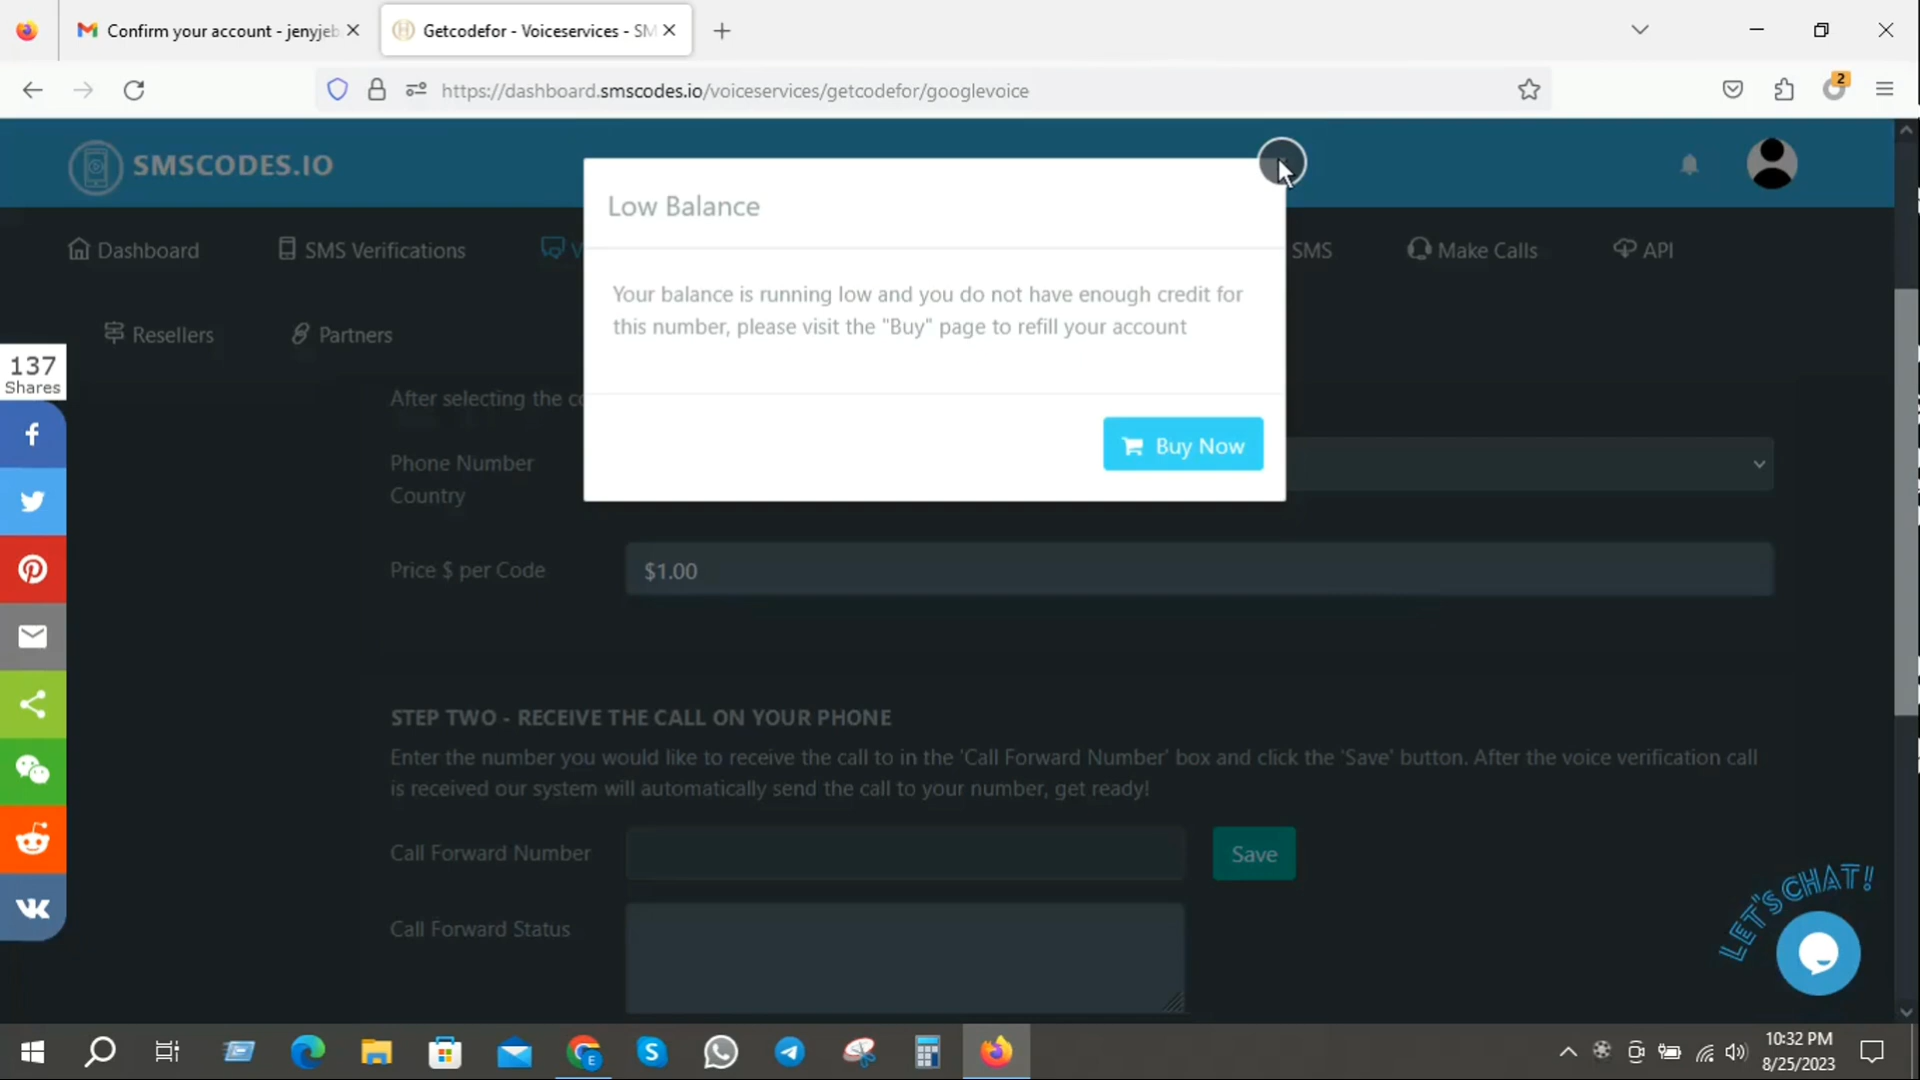 Confirm your account - jenyjeb
Getcodefor - Voiceservices - SM
https://dashboard.smscodes.io/voiceservices/getcodefor/googlevoice
2
SMSCODES.IO
Low Balance
Dashboard
SMS Verifications
SMS
Make Calls
API
Your balance is running low and you do not have enough credit for
this number, please visit the "Buy" page to refill your account
Resellers
Partners
137
Shares
After selecting the co
Buy Now
Phone Number
Country
Price $ per Code
$1.00
STEP TWO - RECEIVE THE CALL ON YOUR PHONE
Enter the number you would like to receive the call to in the 'Call Forward Number' box and click the 'Save' button. After the voice verification call
is received our system will automatically send the call to your number, get ready!
Call Forward Number
Save
Call Forward Status
LET'S CHAT!
10:32 PM
8/25/2023